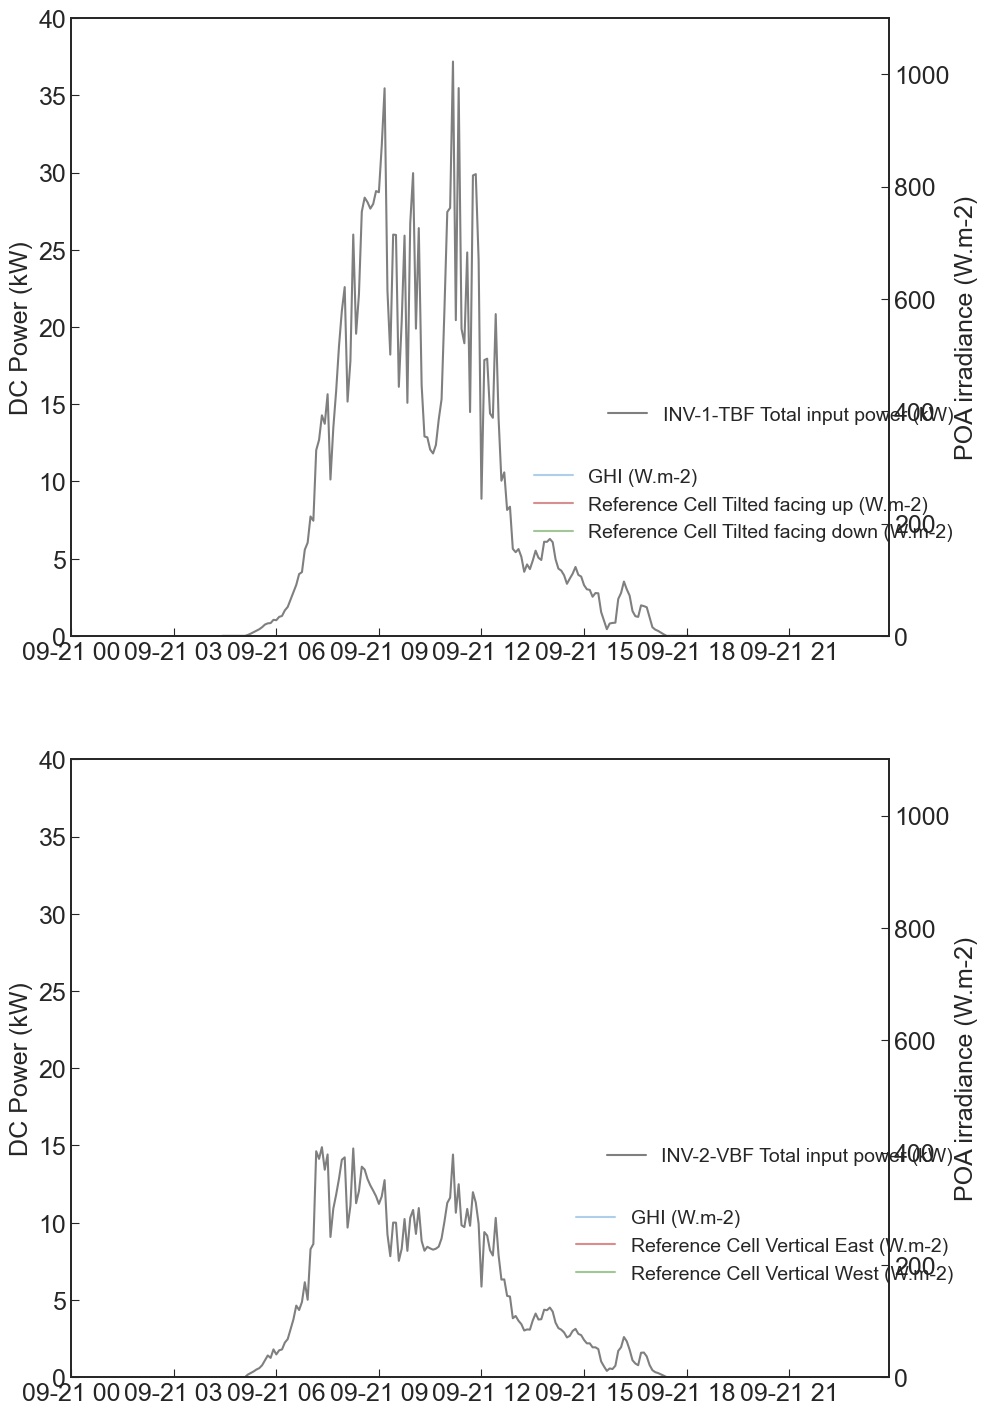 40
35
30
25
20
15
10
5
0
DC Power (kW)
1000
800
600
400
200
0
POA irradiance (W.m-2)
INV-1-TBF Total input power (kW)
GHI (W.m-2)
Reference Cell Tilted facing up (W.m-2)
Reference Cell Tilted facing down (W.m-2)
09-21 00 09-21 03 09-21 06 09-21 09 09-21 12 09-21 15 09-21 18 09-21 21
40
35
30
25
20
15
10
5
0
DC Power (kW)
1000
800
600
400
200
0
POA irradiance (W.m-2)
INV-2-VBF Total input power (kW)
GHI (W.m-2)
Reference Cell Vertical East (W.m-2)
Reference Cell Vertical West (W.m-2)
09-21 00 09-21 03 09-21 06 09-21 09 09-21 12 09-21 15 09-21 18 09-21 21